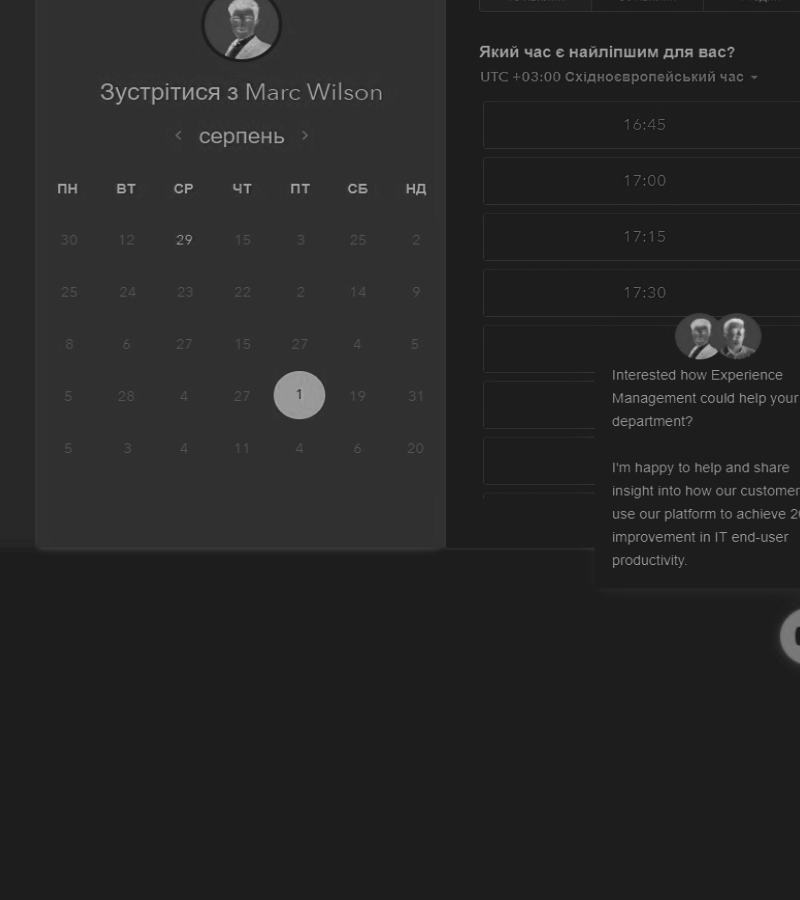 Зустрітися з Marc Wilson
серпень
ПН ВТ СР ЧТ ПТ СБ НД
30 12 29 15 3 25 2
25 24 23 22 2 14 9
8 6 27 15 27 4 5
5 28 4 27 1 19 31
5 3 4 11 4 6 20
Який час є найліпшим для вас?
UTC +03:00 Східноєвропейський час
16:45
17:00
17:15
17:30
Interested how Experience
Management could help your
department?
I'm happy to help and share
insight into how our customer
use our platform to achieve 2
improvement in IT end-user
productivity.